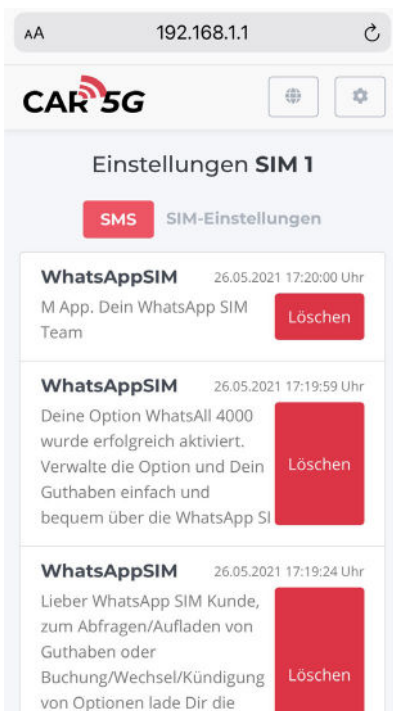 AA 192.168.1.1
CAR 5G
Einstellungen SIM 1
SMS SIM-Einstellungen
WhatsAppSIM 26.05.2021 17:20:00 Uhr
M App. Dein WhatsApp SIM
Team
Löschen
WhatsAppSIM 26.05.2021 17:19:59 Uhr
Deine Option WhatsAll 4000
wurde erfolgreich aktiviert.
Verwalte die Option und Dein
Guthaben einfach und
bequem über die WhatsApp SI
Löschen
WhatsAppSIM 26.05.2021 17:19:24 Uhr
Lieber WhatsApp SIM Kunde,
zum Abfragen/Aufladen von
Guthaben oder
Buchung/Wechsel/Kündigung
von Optionen lade Dir die
Löschen